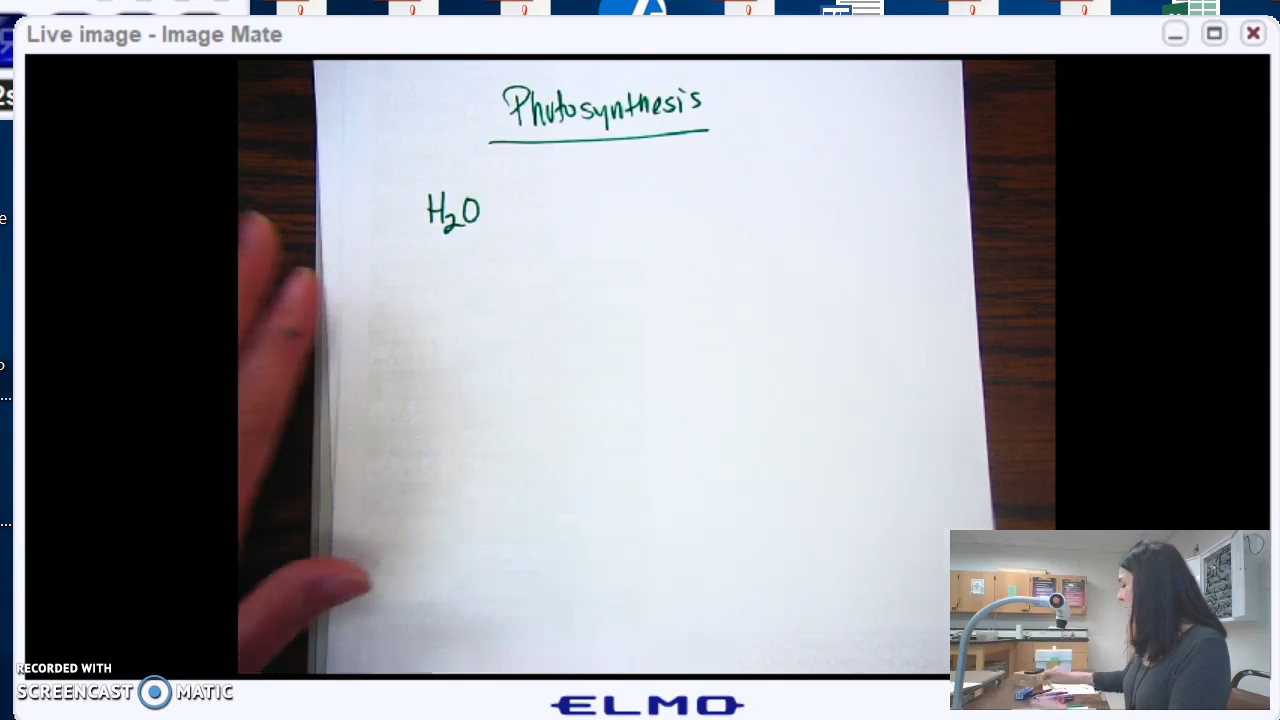 Live image - Image Mate
Photosynthesis
H₂O
RECORDED WITH
SCREENCAST MATIC
ELMO